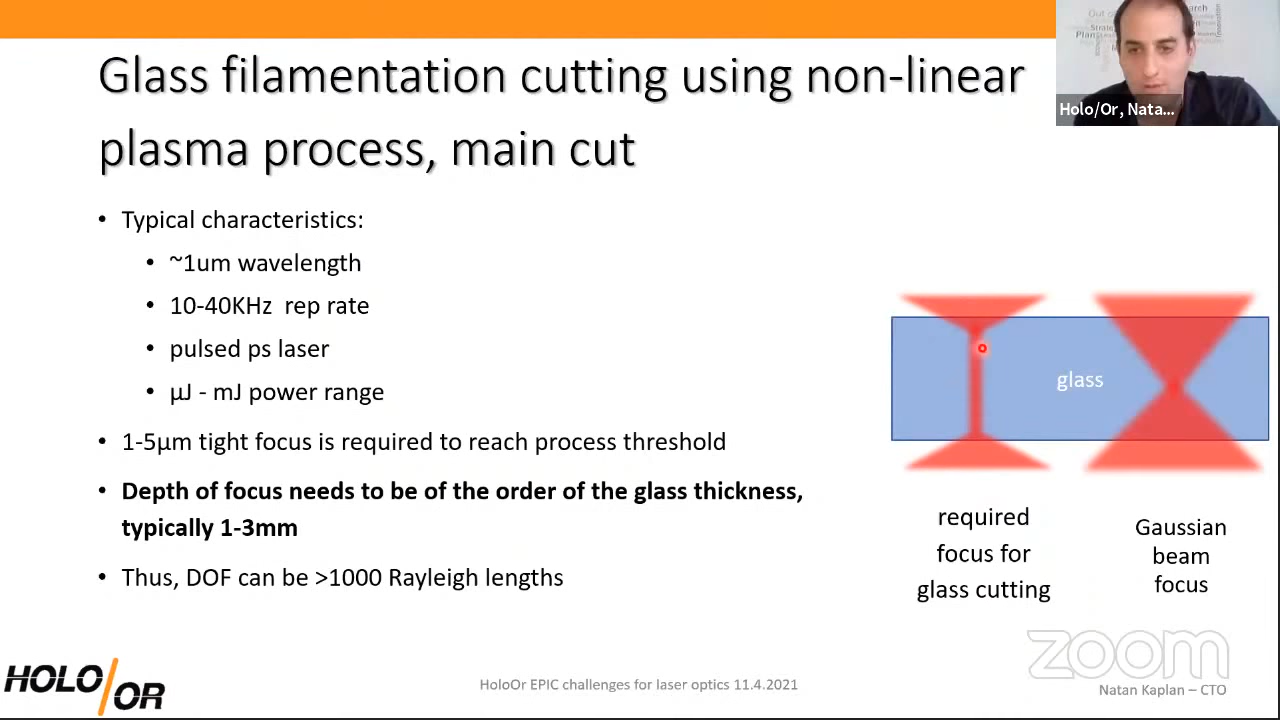 Glass filamentation cutting using non-linear
plasma process, main cut
Holo/Or, Nata...
• Typical characteristics:
• ~1um wavelength
• 10-40KHz rep rate
• pulsed ps laser
• µJ - mJ power range
• 1-5µm tight focus is required to reach process threshold
• Depth of focus needs to be of the order of the glass thickness,
typically 1-3mm
• Thus, DOF can be >1000 Rayleigh lengths
glass
required
focus for
glass cutting
Gaussian
beam
focus
zoom
HOLO/OR
HoloOr EPIC challenges for laser optics 11.4.2021
Natan Kaplan – CTO